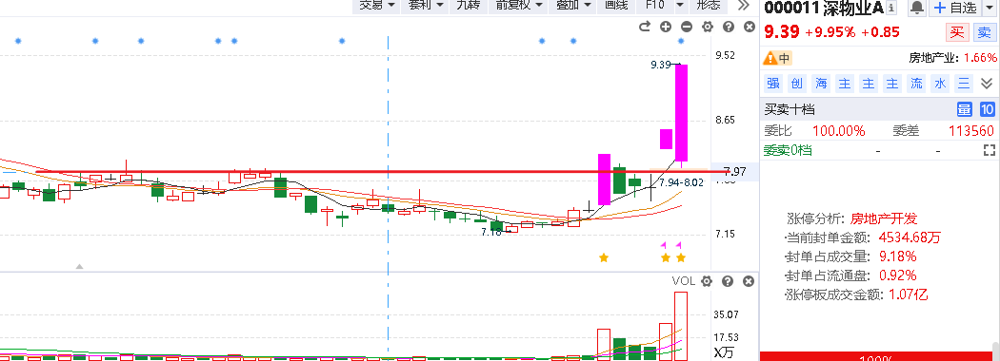 交易 套利 九转 前复权 叠加 画线 F10 形态
9.52
9.39
8.65
7.97
7.94-8.02
7.15
VOL
35.07
17.53
X万
000011 深物业A
自选
9.39 +9.95% +0.85
买 卖
中
房地产业: 1.66%
强 创 海 主 主 主 流 水 三
买卖十档
量 10
委比 100.00% 委差 113560
委卖0档 - -
涨停分析: 房地产开发
·当前封单金额: 4534.68万
·封单占成交量: 9.18%
·封单占流通盘: 0.92%
·涨停板成交金额: 1.07亿